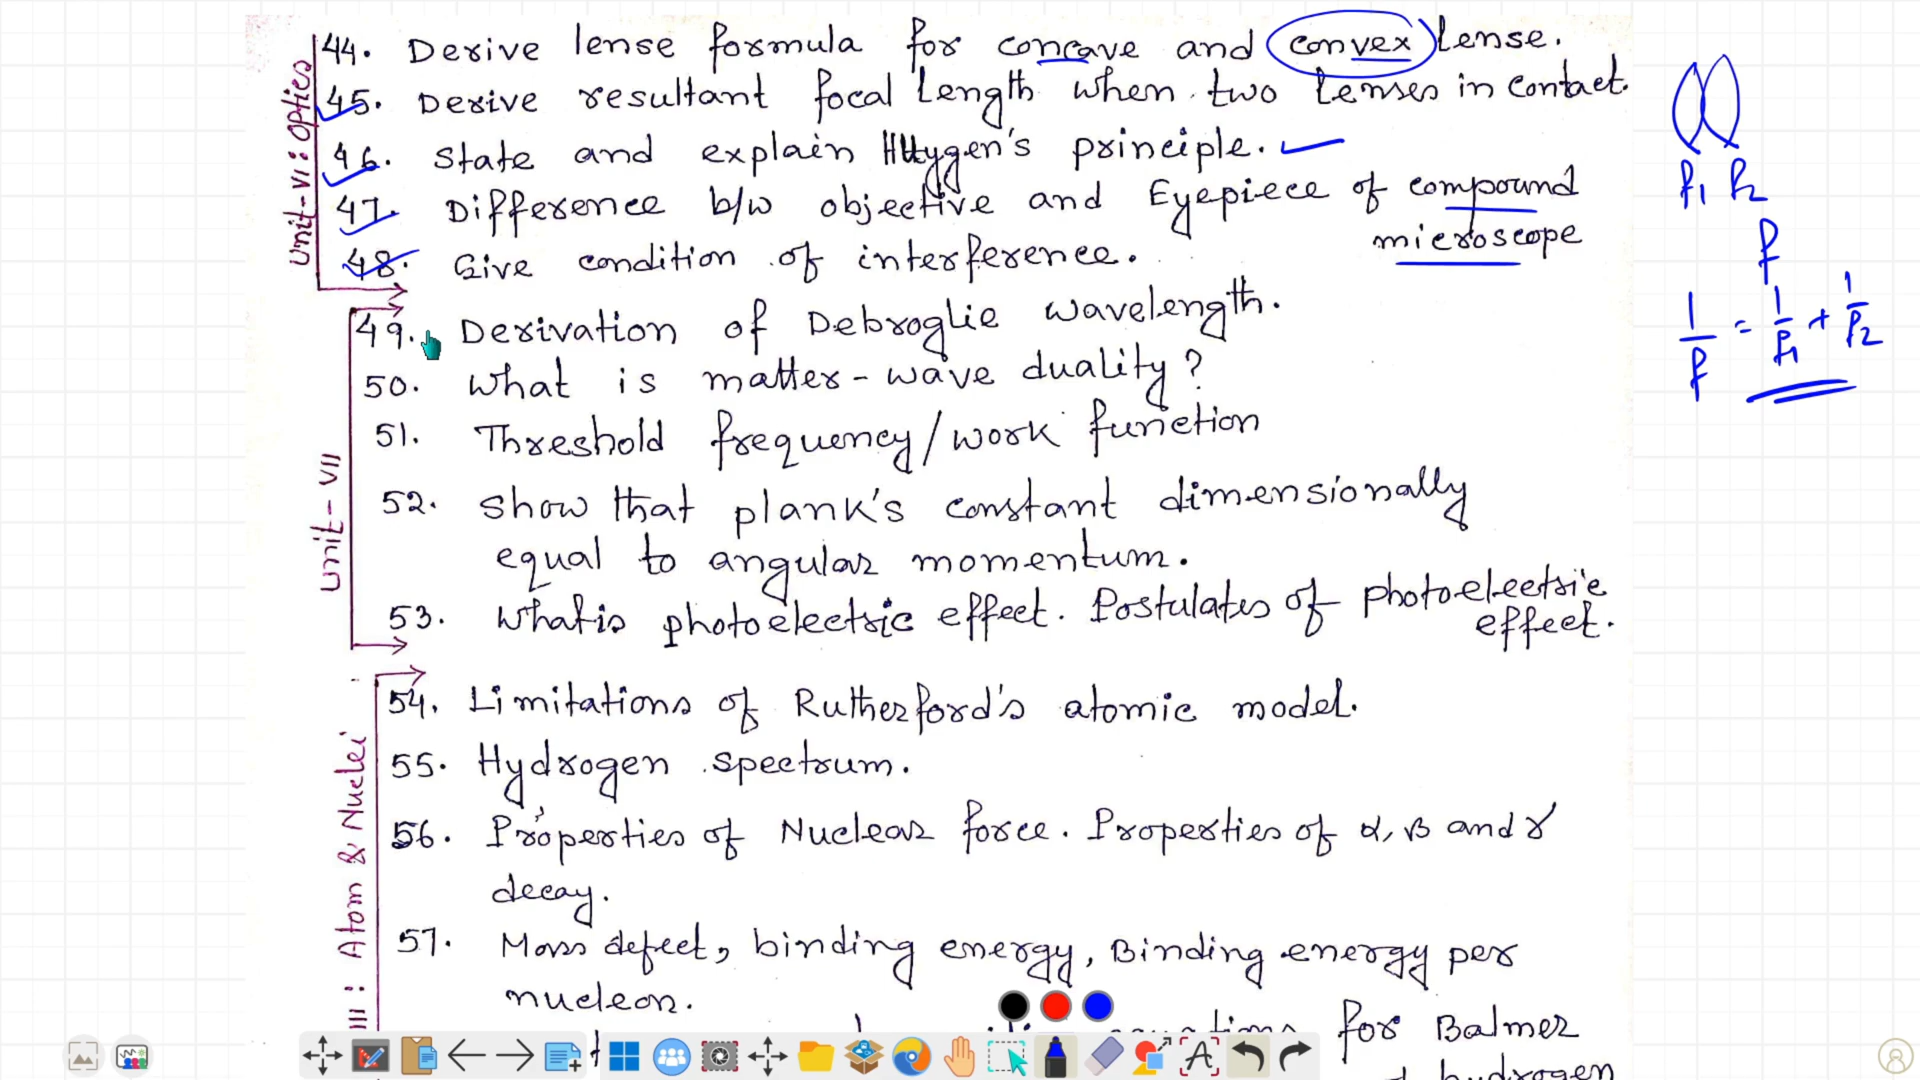 44. Derive lense formula for concave and convex lense.
45. Derive resultant focal Length when two lenses in contact.
46. State and explain Huygen's principle.
47. Difference b/w objective and Eyepiece of compound
microscope
48. Give condition of interference.
Unit-VI: Optics
f1 f2
f
1/f = 1/f1 + 1/f2
49. Derivation of Debroglie wavelength.
50. What is matter-wave duality?
51. Threshold frequency/work function
52. Show that plank's constant dimensionally
equal to angular momentum.
53. What is photoelectric effect. Postulates of photoelectric
effect.
Unit-VII
54. Limitations of Rutherford's atomic model.
55. Hydrogen spectrum.
56. Properties of Nuclear force. Properties of α, β and γ
decay.
57. Mass defect, binding energy, Binding energy per
nucleon.
III: Atom & Nuclei
for Balmer
hydrogen